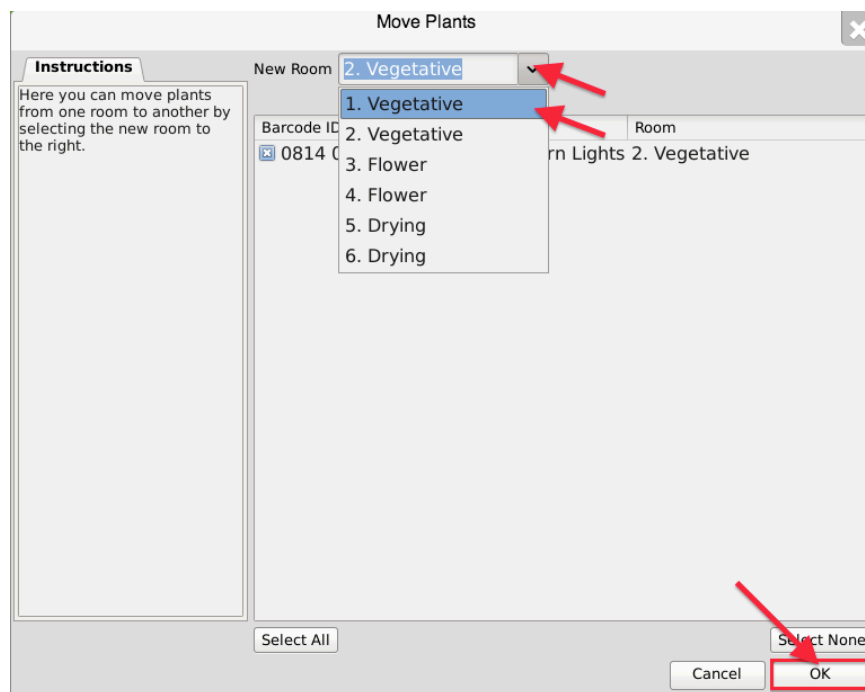 Move Plants
Instructions
Here you can move plants
from one room to another by
selecting the new room to
the right.
New Room 2. Vegetative
1. Vegetative
2. Vegetative
3. Flower
4. Flower
5. Drying
6. Drying
Barcode Room
0814 Lights 2. Vegetative
Select All
Select None
Cancel
OK